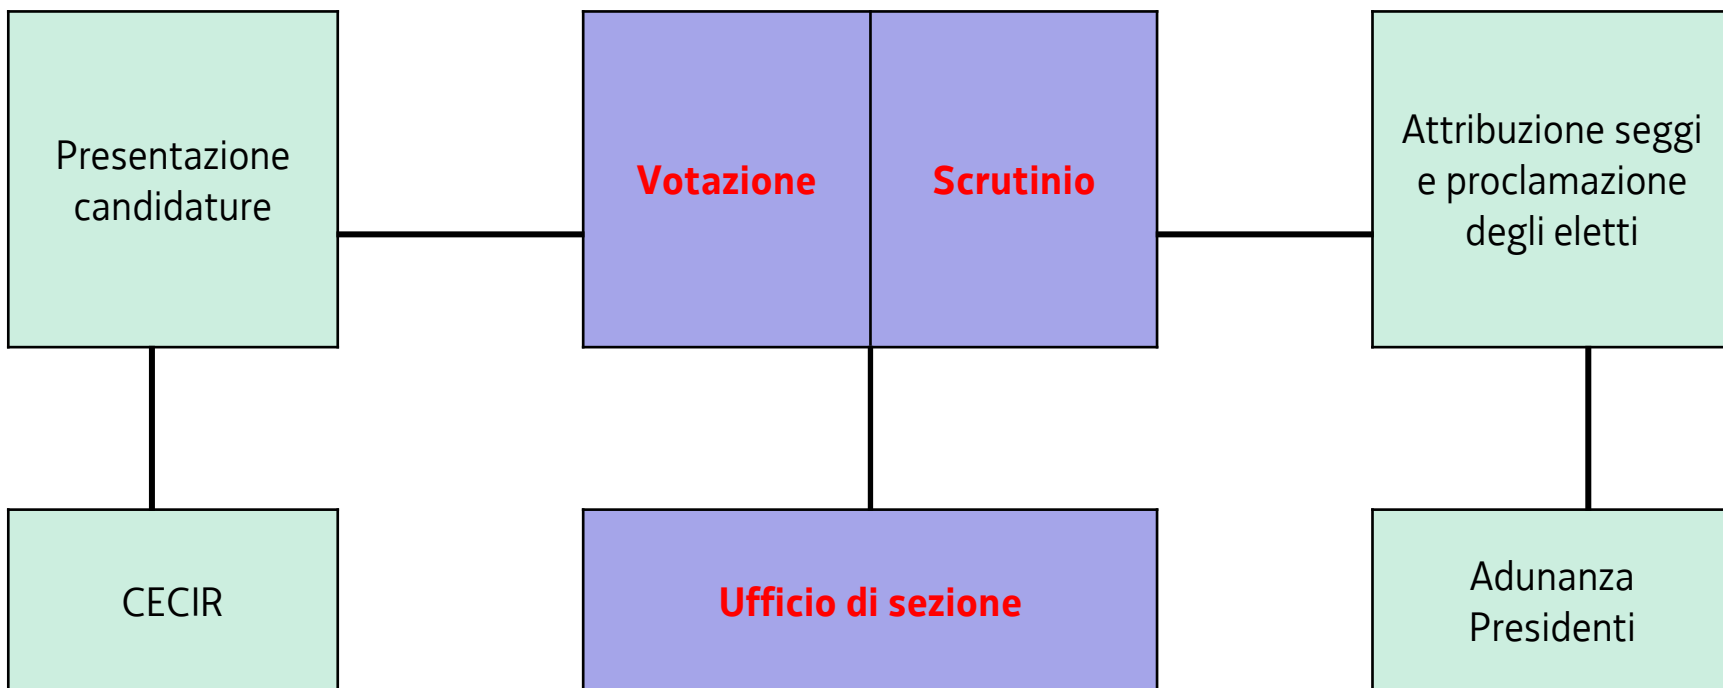 Presentazione
candidature
Votazione
Scrutinio
Attribuzione seggi
e proclamazione
degli eletti
CECIR
Ufficio di sezione
Adunanza
Presidenti